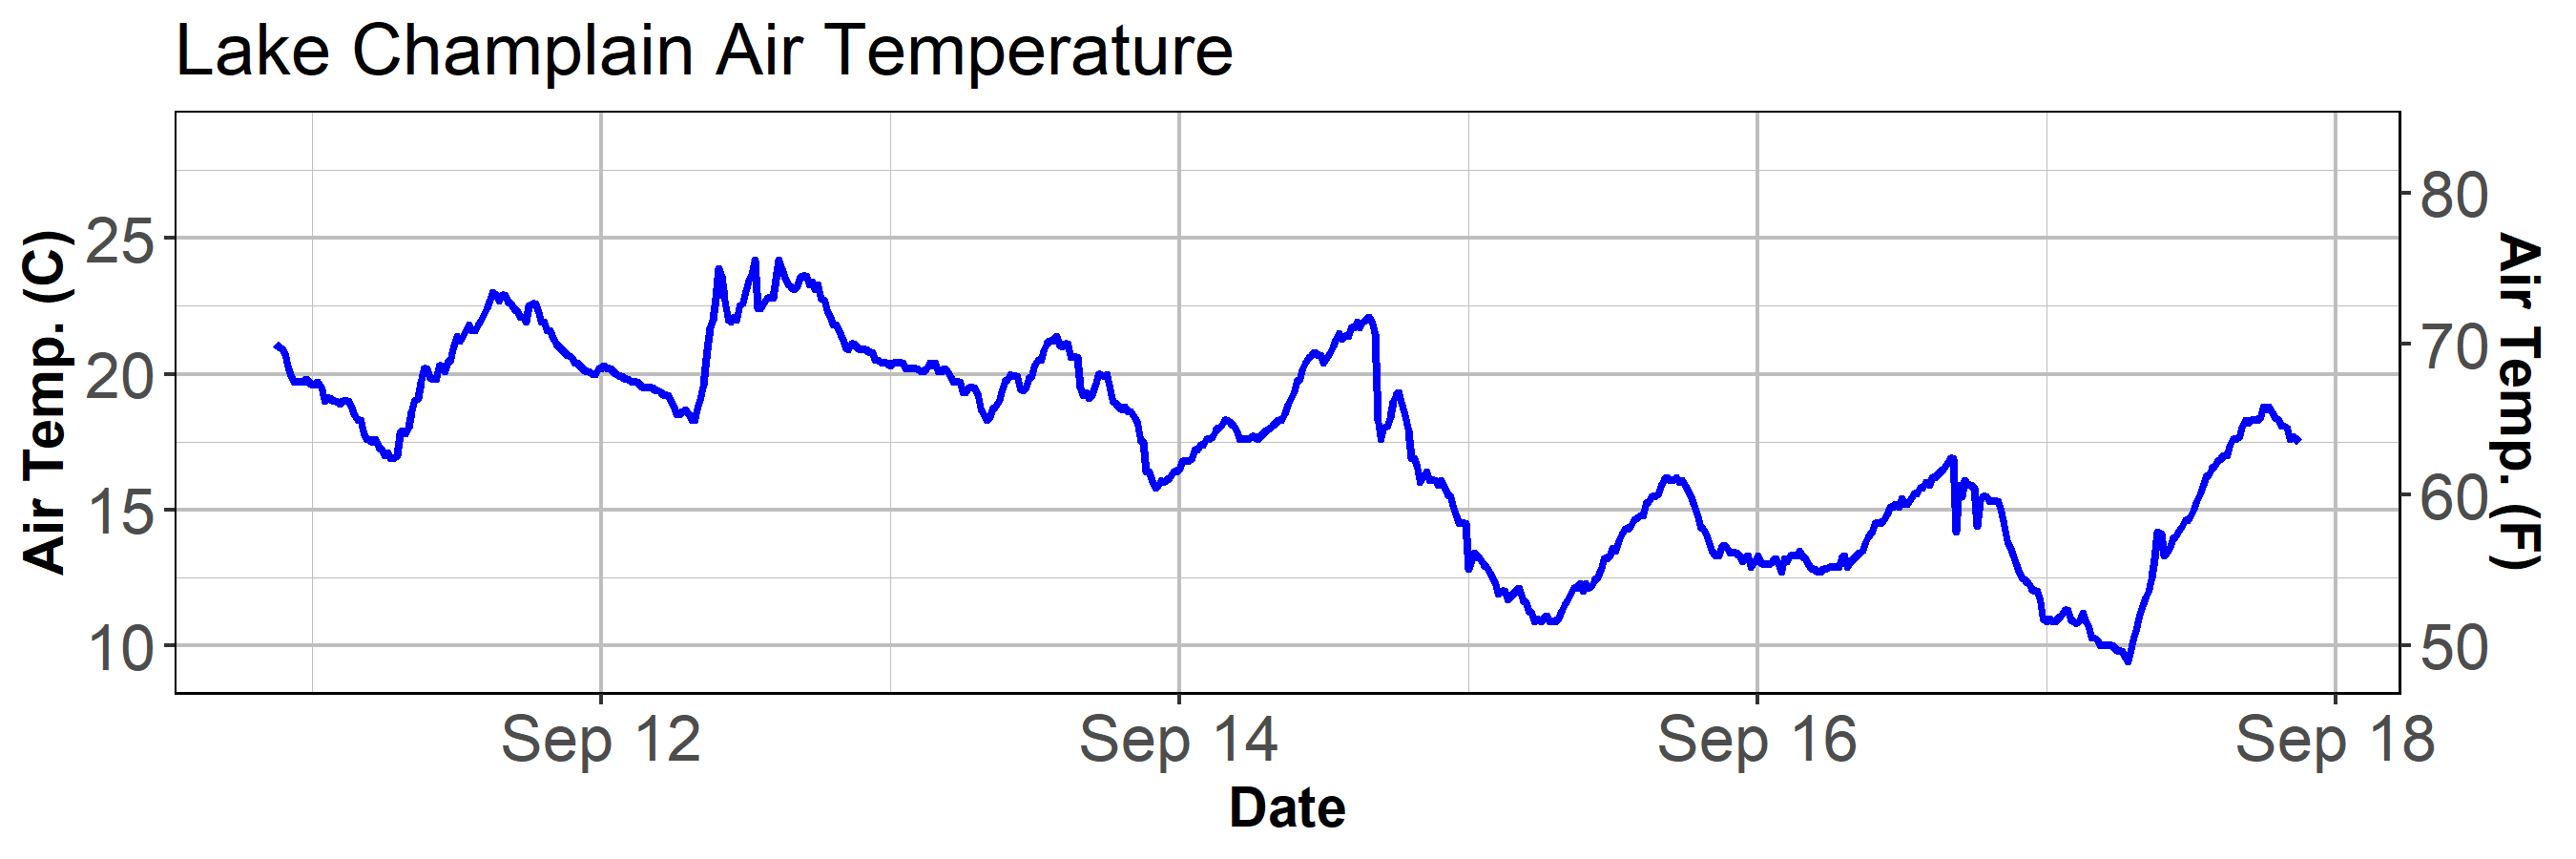 Lake Champlain Air Temperature
Air Temp. (C)
25
20
15
10
80
70
60
50
Air Temp. (F)
Sep 12
Sep 14
Sep 16
Sep 18
Date